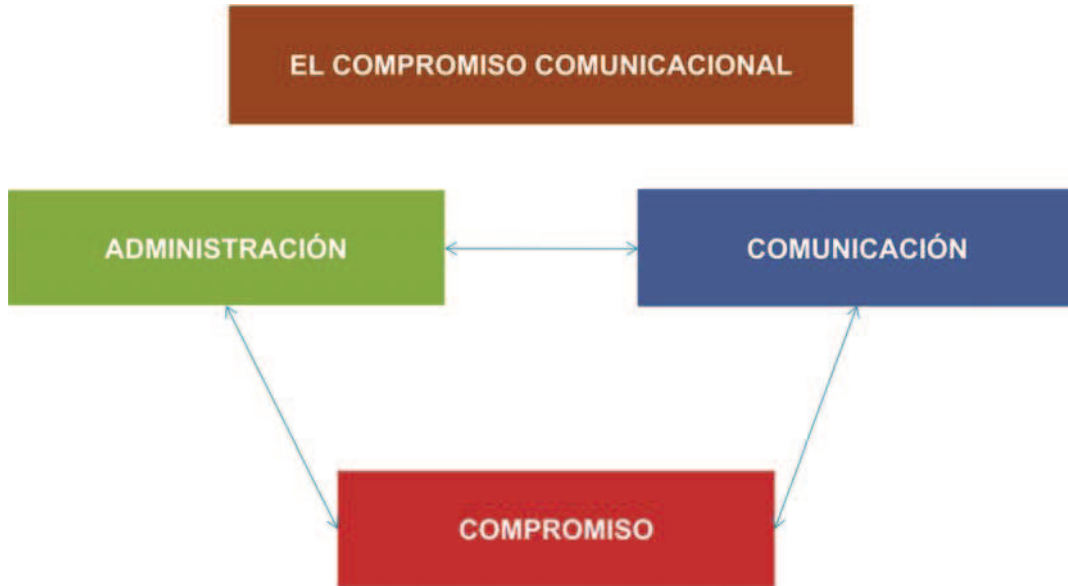 EL COMPROMISO COMUNICACIONAL
ADMINISTRACIÓN
COMUNICACIÓN
COMPROMISO